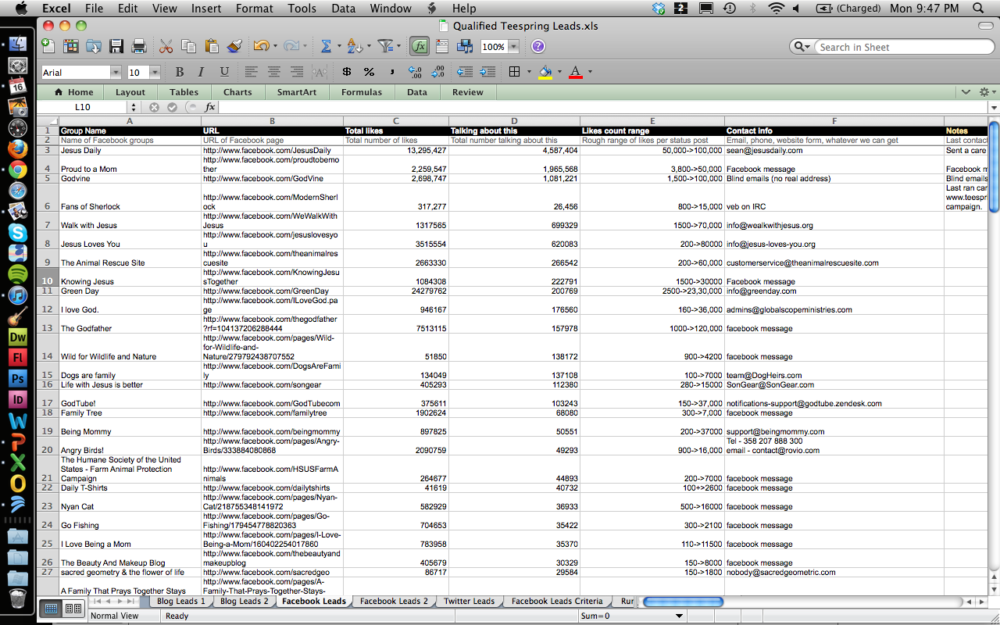 Excel File Edit View Insert Format Tools Data Window Help 2 (Charged) Mon 9:47 PM
Qualified Teespring Leads.xls
100% Search in Sheet
Arial 10 B I U $ % ,
Home Layout Tables Charts SmartArt Formulas Data Review
L10 fx
A B C D E F
1 Group Name URL Total likes Talking about this Likes count range Contact Info Notes
2 Name of Facebook groups URL of Facebook page Total number of likes Total number talking about this Rough range of likes per status post Email, phone, website form, whatever we can get Last contac
3 Jesus Daily http://www.facebook.com/JesusDaily 13,295,427 4,587,404 50,000->100,000 sean@jesusdaily.com Sent a care
http://www.facebook.com/proudtobemo
4 Proud to a Mom ther 2,259,547 1,965,568 3,800->50,000 Facebook message Facebook m
5 Godvine http://www.facebook.com/GodVine 2,698,747 1,081,221 1,500->100,000 Blind emails (no real address) Blind emails
Last ran car
http://www.facebook.com/ModernSherl www.teespr
6 Fans of Sherlock ock 317,277 26,456 800->15,000 veb on IRC campaign.
http://www.facebook.com/WeWalkWith
7 Walk with Jesus Jesus 1317565 699329 1500->70,000 info@wealkwithjesus.org
http://www.facebook.com/jesuslovesyo
8 Jesus Loves You u 3515554 620083 200->80000 info@jesus-loves-you.org
http://www.facebook.com/theanimalres
9 The Animal Rescue Site cuesite 2663330 266542 200->60,000 customerservice@theanimalrescuesite.com
http://www.facebook.com/KnowingJesu
10 Knowing Jesus sTogether 1084308 222791 1500->30000 Facebook message
11 Green Day http://www.facebook.com/GreenDay 24279762 200769 2500->23,30,000 info@greenday.com
http://www.facebook.com/ILoveGod.pa
12 I love God. ge 946167 176560 160->36,000 admins@globalscopeministries.com
http://www.facebook.com/thegodfather
13 The Godfather ?rf=104137206288444 7513115 157978 1000->120,000 facebook message
http://www.facebook.com/pages/Wild-
for-Wildlife-and-
14 Wild for Wildlife and Nature Nature/279792438707552 51850 138172 900->4200 facebook message
http://www.facebook.com/DogsAreFami
15 Dogs are family ly 134049 137108 100->7000 team@DogHeirs.com
16 Life with Jesus is better http://www.facebook.com/songear 405293 112380 280->15000 SonGear@SonGear.com
17 GodTube! http://www.facebook.com/GodTubecom 375611 103243 150->37,000 notifications-support@godtube.zendesk.com
18 Family Tree http://www.facebook.com/familytree 1902624 68080 300->7,000 facebook message
19 Being Mommy http://www.facebook.com/beingmommy 897825 50551 200->37000 support@beingmommy.com
http://www.facebook.com/pages/Angry- Tel - 358 207 888 300
20 Angry Birds! Birds/333884080868 2090759 49293 900->16,000 email - contact@rovio.com
The Humane Society of the United
States - Farm Animal Protection http://www.facebook.com/HSUSFarmA
21 Campaign nimals 264677 44893 200->7000 facebook message
22 Daily T-Shirts http://www.facebook.com/dailytshirts 41619 40732 100+>2600 facebook message
http://www.facebook.com/pages/Nyan-
23 Nyan Cat Cat/218755348141972 582929 36933 500->16000 facebook message
http://www.facebook.com/pages/Go-
24 Go Fishing Fishing/179454778820363 704653 35422 300->2100 facebook message
http://www.facebook.com/pages/I-Love-
25 I Love Being a Mom Being-a-Mom/160402254017860 783958 35370 110->11500 facebook message
http://www.facebook.com/thebeautyand
26 The Beauty And Makeup Blog makeupblog 405679 30329 150->8000 facebook message
27 sacred geometry & the flower of life http://www.facebook.com/sacredgeo 86717 29584 150->1800 nobody@sacredgeometric.com
http://www.facebook.com/pages/A-
A Family That Prays Together Stays Family-That-Prays-Together-Stays-
Blog Leads 1 Blog Leads 2 Facebook Leads Facebook Leads 2 Twitter Leads Facebook Leads Criteria Rur
Normal View Ready Sum=0
16
Dw
Fl
Ps
Id